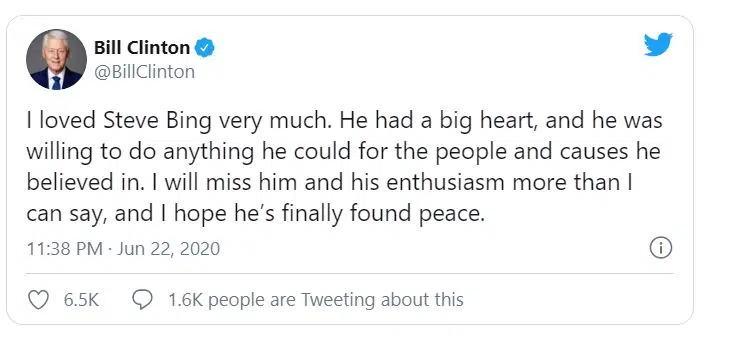 Bill Clinton
@BillClinton
I loved Steve Bing very much. He had a big heart, and he was
willing to do anything he could for the people and causes he
believed in. I will miss him and his enthusiasm more than I
can say, and I hope he’s finally found peace.
11:38 PM · Jun 22, 2020
6.5K 1.6K people are Tweeting about this